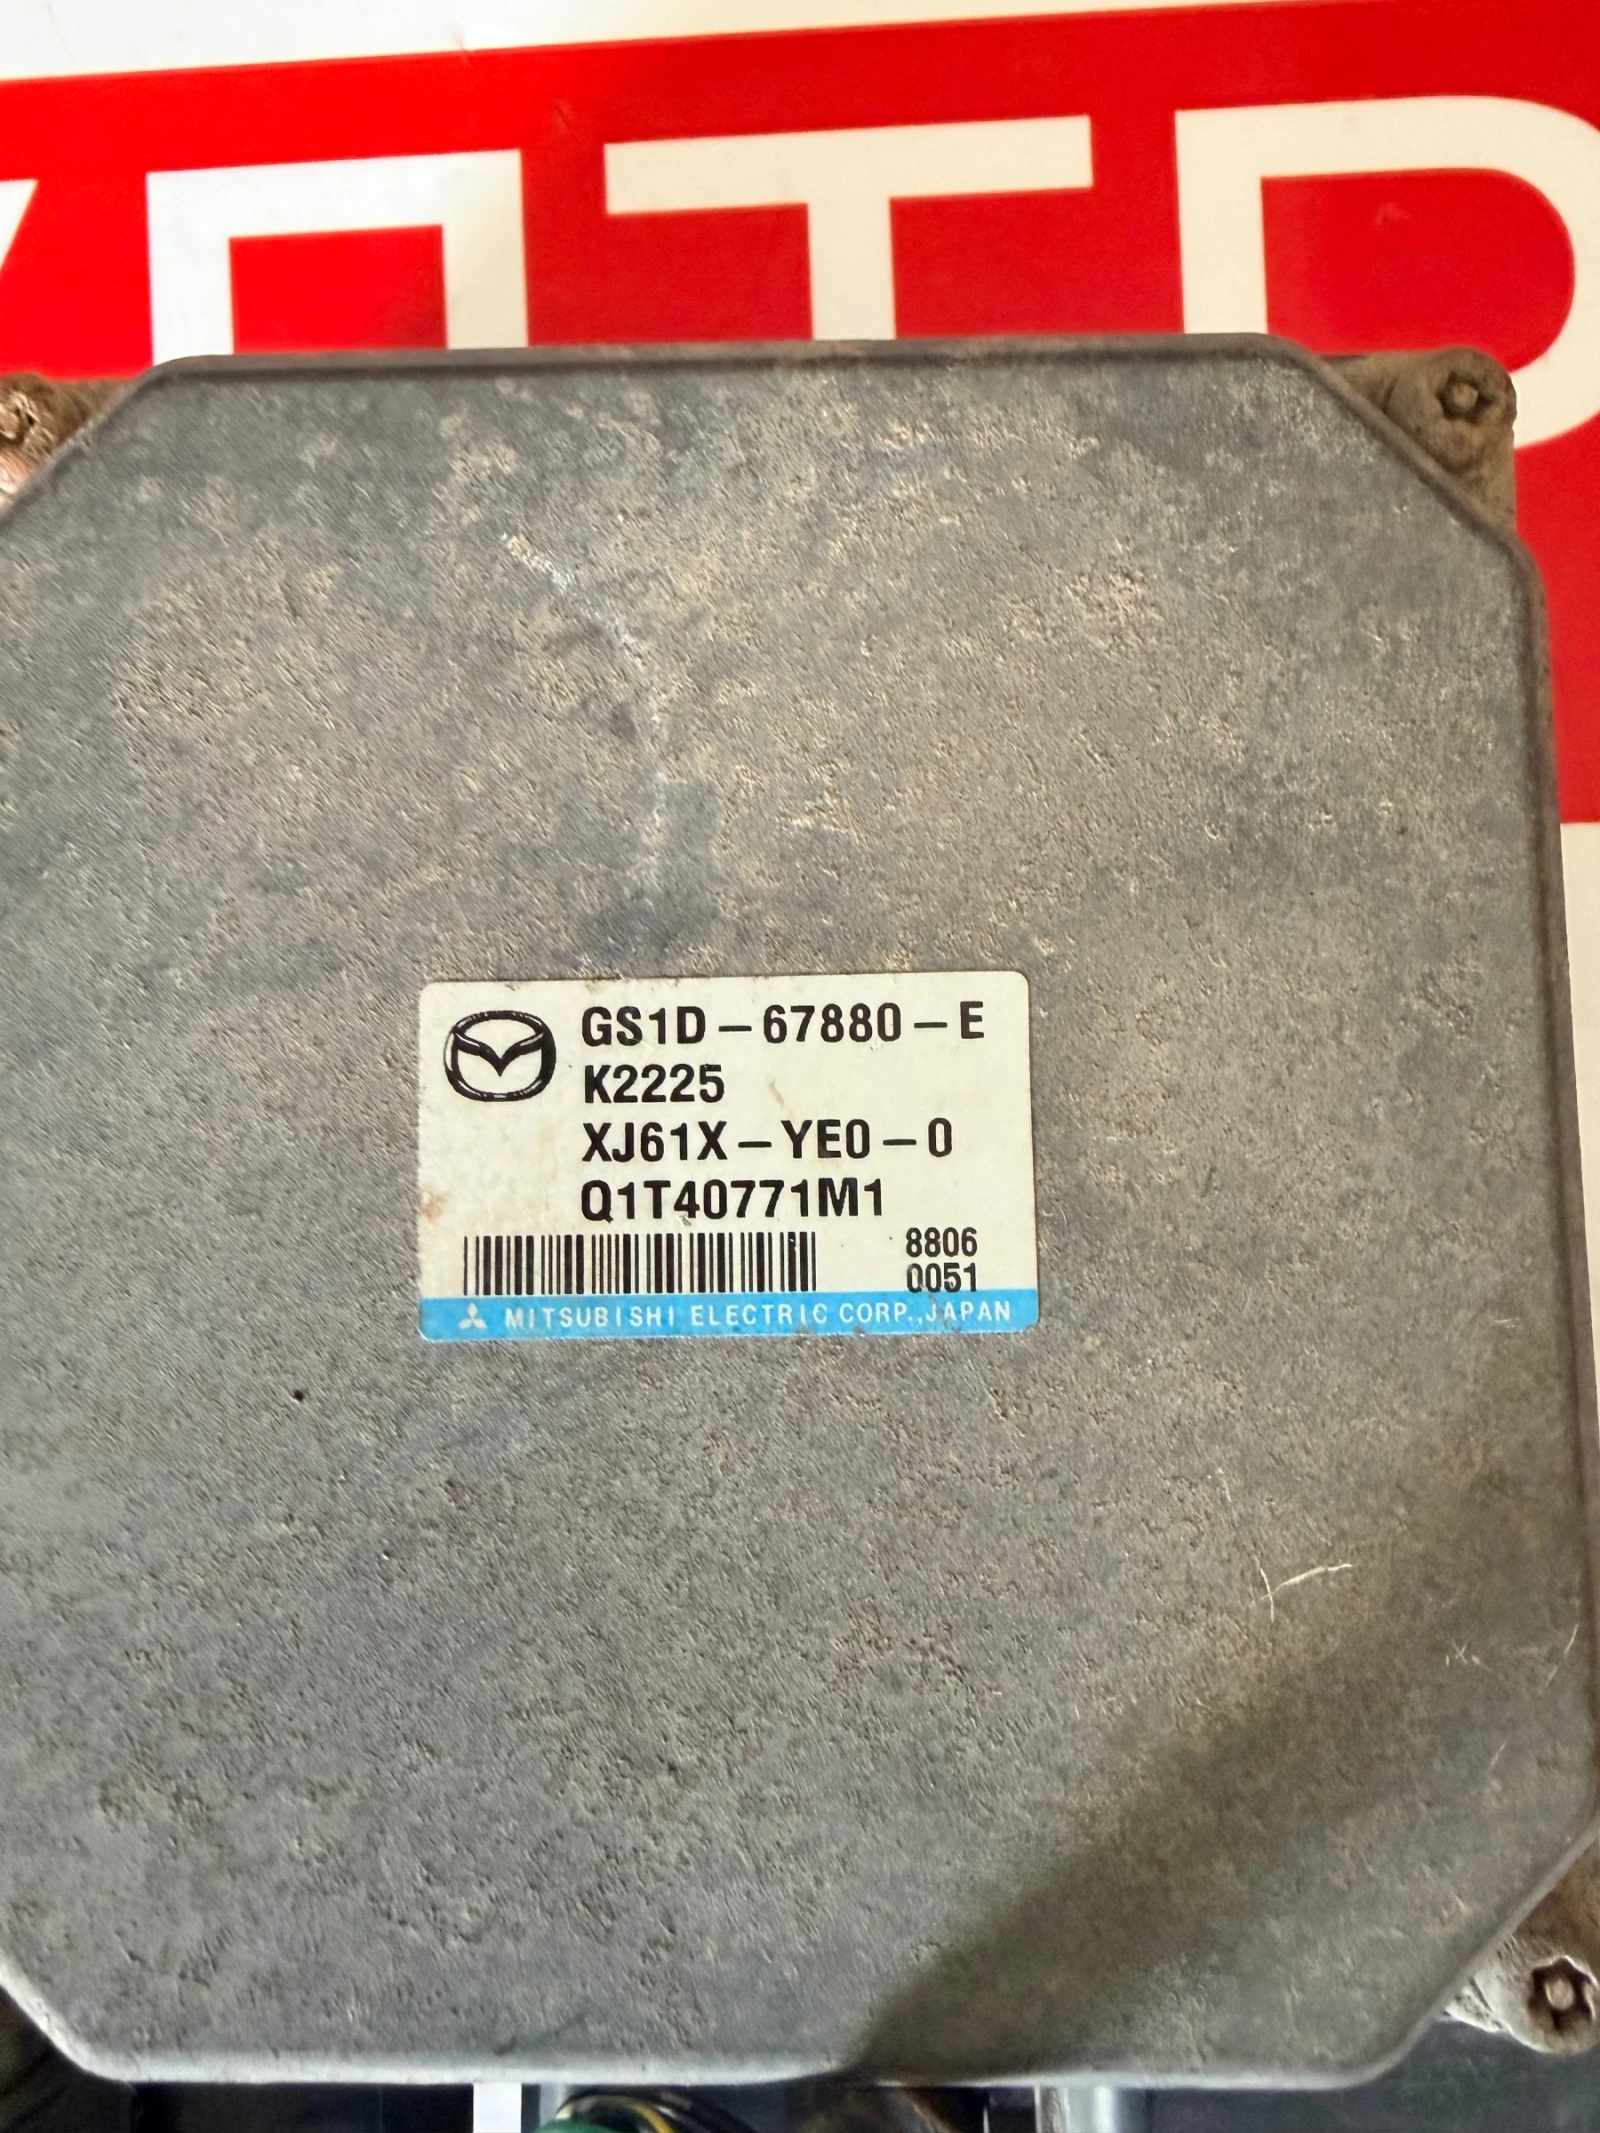 GS1D-67880-E
K2225
XJ61X-YE0-0
Q1T40771M1
8806
0051
MITSUBISHI ELECTRIC CORP.,JAPAN